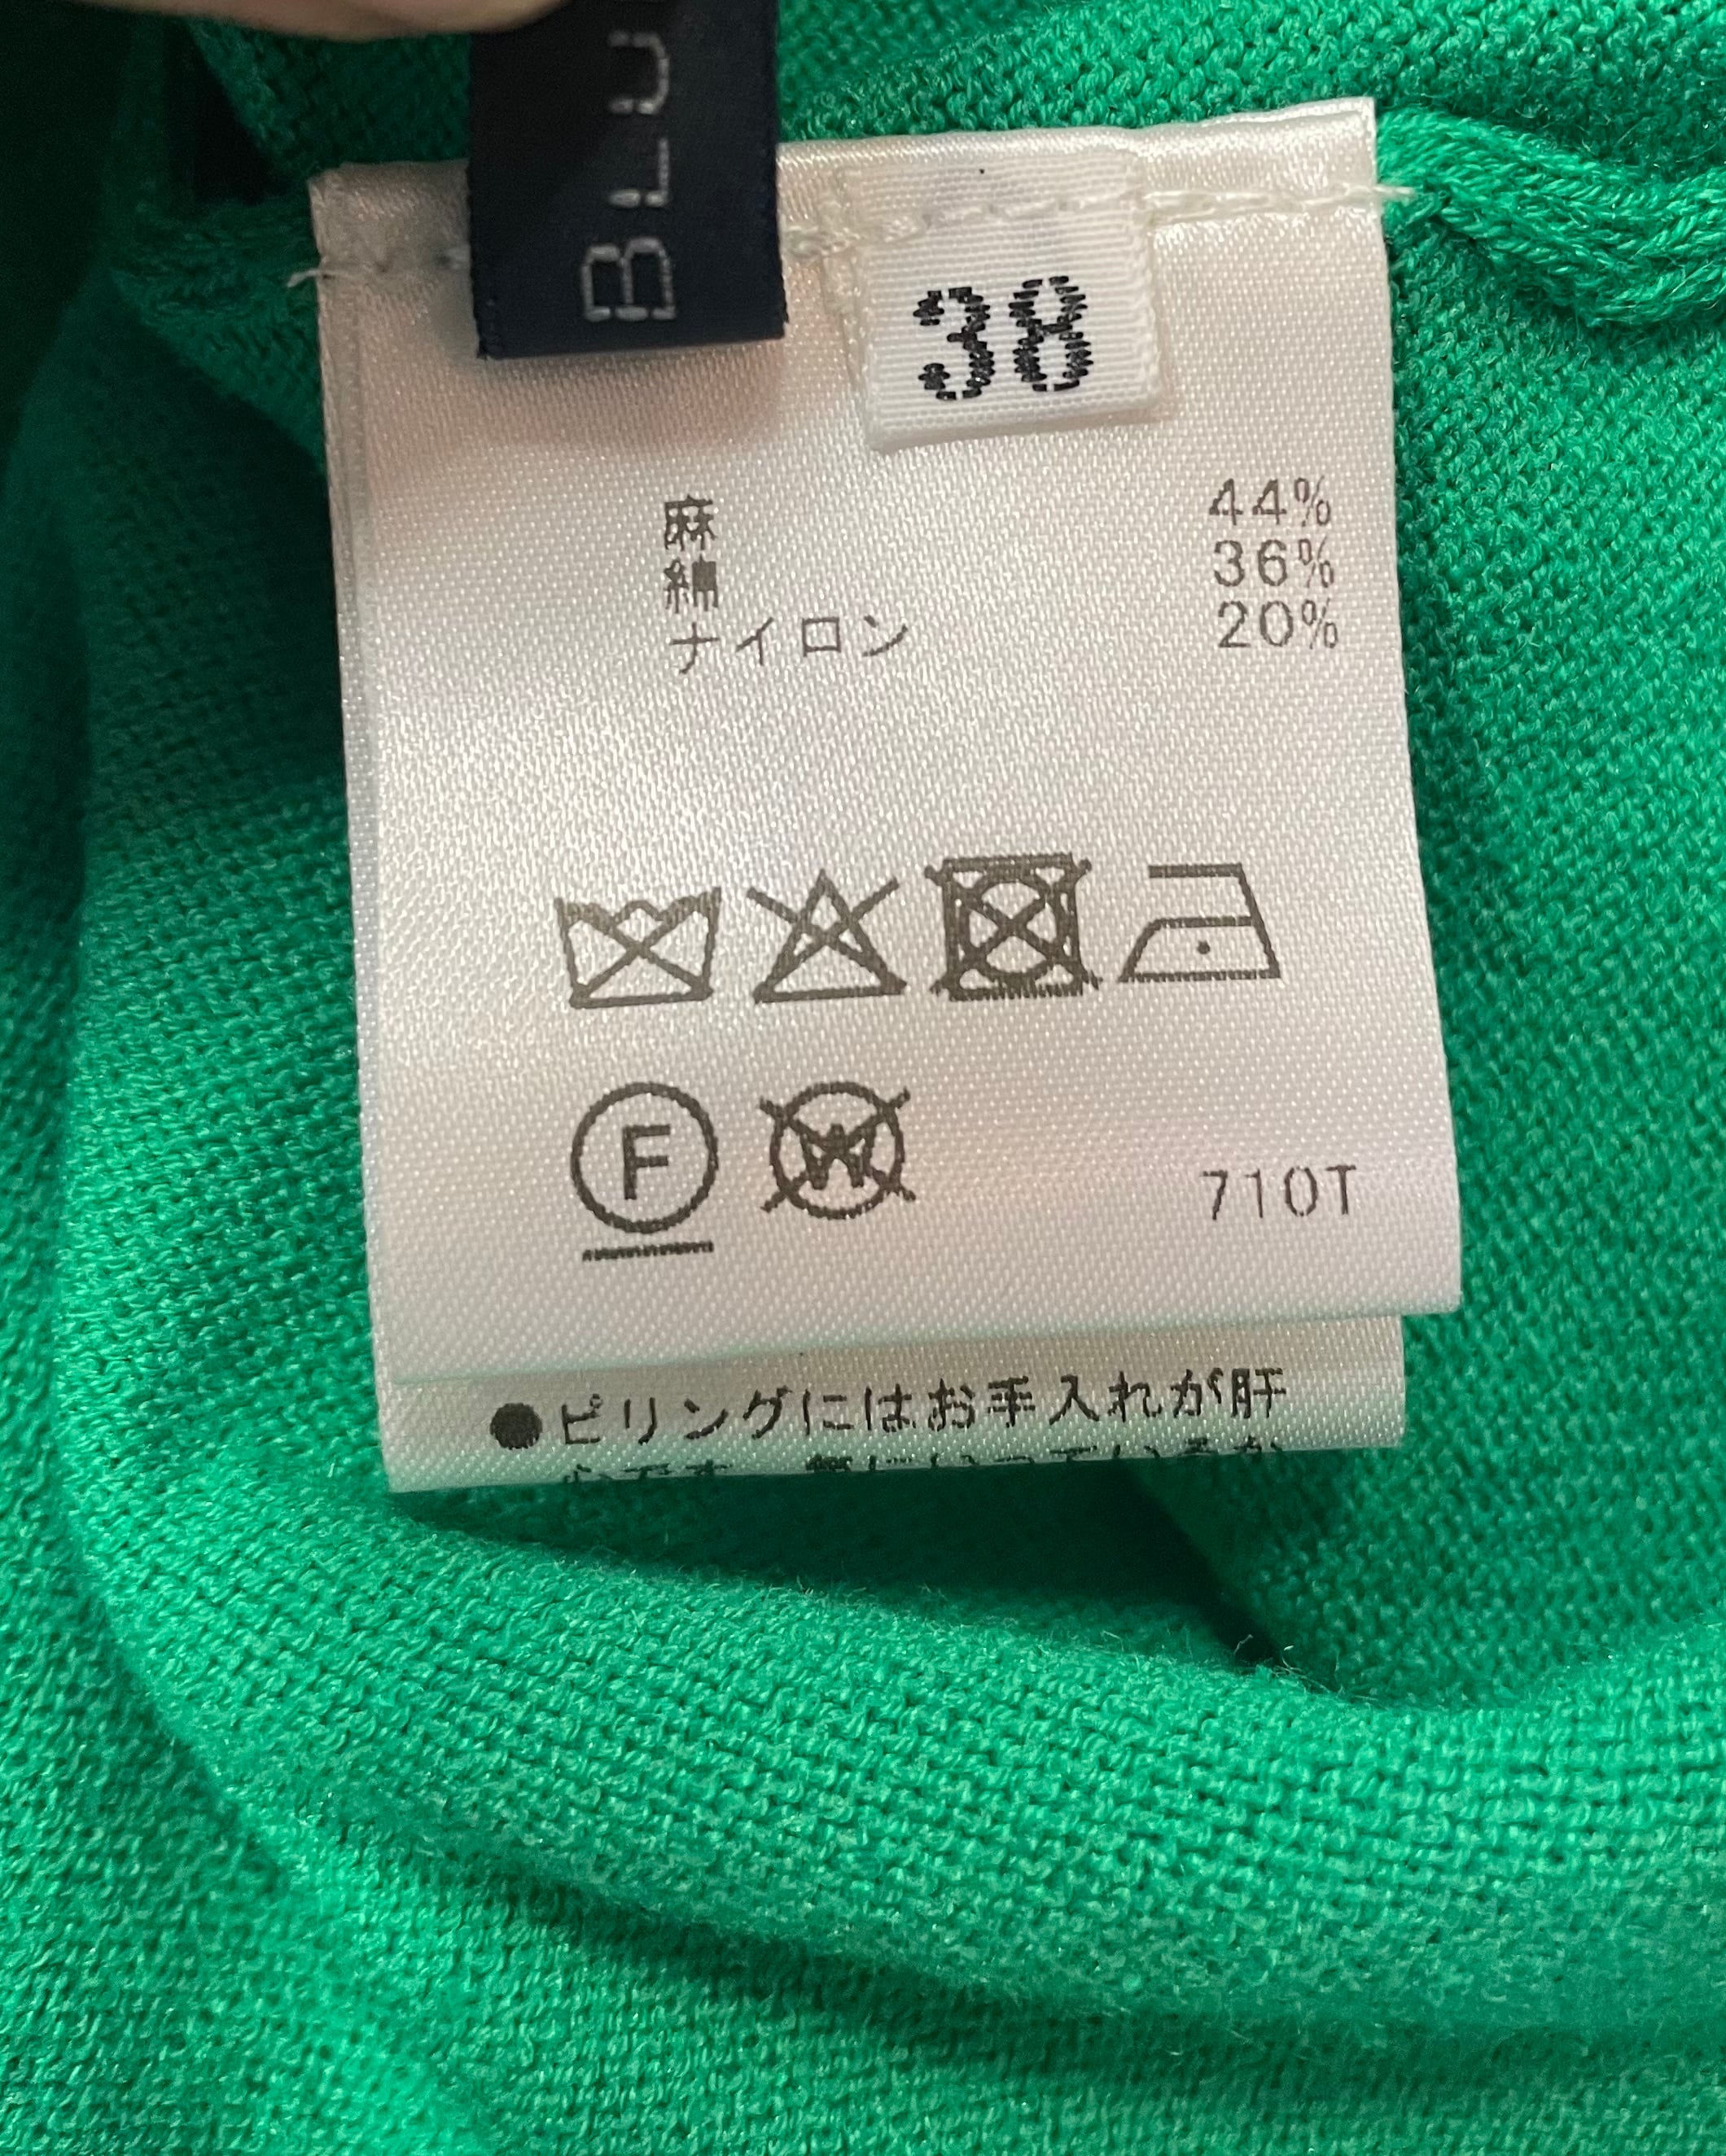 BLU
38
麻 44%
綿 36%
ナイロン 20%
F W
710T
●ピリングにはお手入れが肝